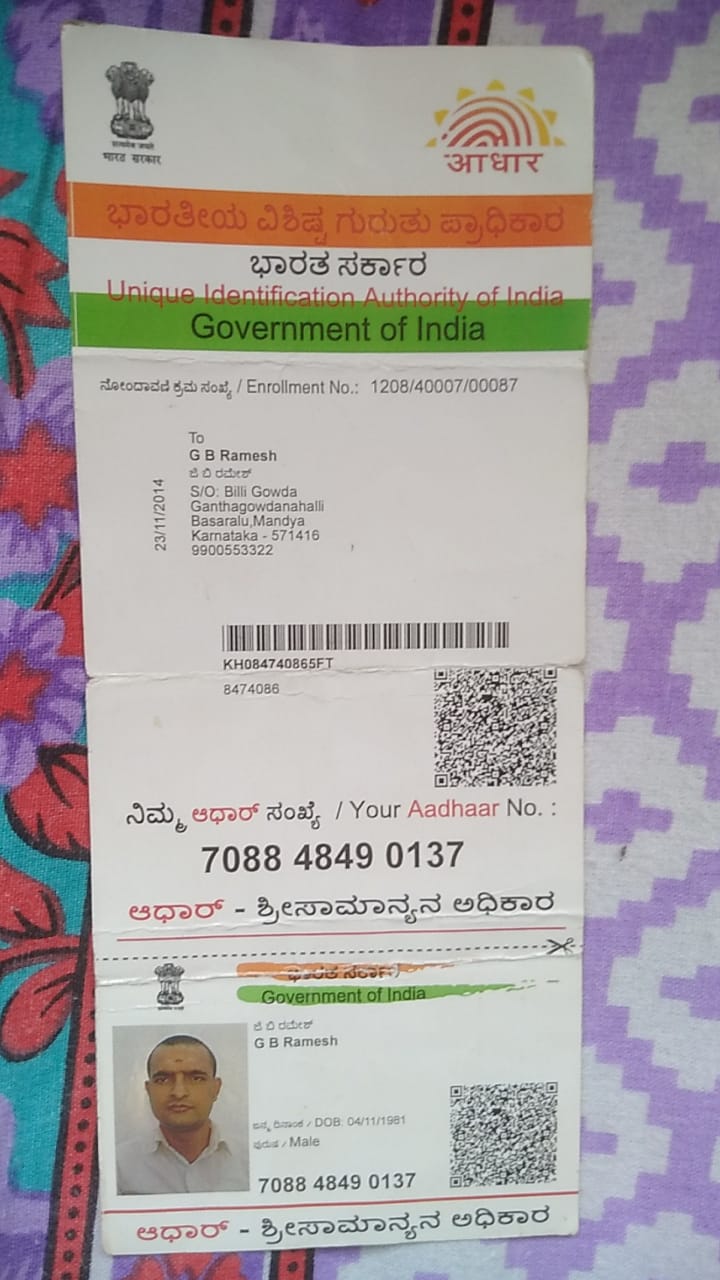 भारत सरकार
आधार
ಭಾರತೀಯ ವಿಶಿಷ್ಟ ಗುರುತು ಪ್ರಾಧಿಕಾರ
ಭಾರತ ಸರ್ಕಾರ
Unique Identification Authority of India
Government of India
ನೋಂದಾವಣೆ ಕ್ರಮ ಸಂಖ್ಯೆ / Enrollment No.: 1208/40007/00087
To
G B Ramesh
ಜಿ ಬಿ ರಮೇಶ್
S/O: Billi Gowda
Ganthagowdanahalli
Basaralu,Mandya
Karnataka - 571416
9900553322
23/11/2014
KH084740865FT
8474086
ನಿಮ್ಮ ಆಧಾರ್ ಸಂಖ್ಯೆ / Your Aadhaar No. :
7088 4849 0137
ಆಧಾರ್ - ಶ್ರೀಸಾಮಾನ್ಯನ ಅಧಿಕಾರ
ಭಾರತ ಸರ್ಕಾರ
Government of India
ಜಿ ಬಿ ರಮೇಶ್
G B Ramesh
ಜನ್ಮ ದಿನಾಂಕ / DOB: 04/11/1981
ಪುರುಷ / Male
7088 4849 0137
ಆಧಾರ್ - ಶ್ರೀಸಾಮಾನ್ಯನ ಅಧಿಕಾರ